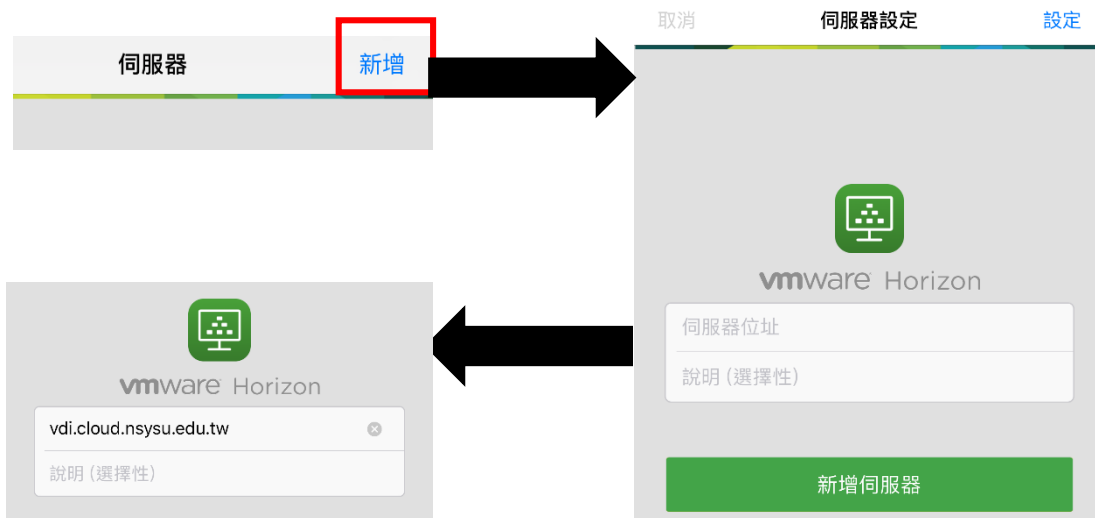 伺服器 新增
取消 伺服器設定 設定
vmware Horizon
伺服器位址
說明 (選擇性)
新增伺服器
vmware Horizon
vdi.cloud.nsysu.edu.tw
說明 (選擇性)